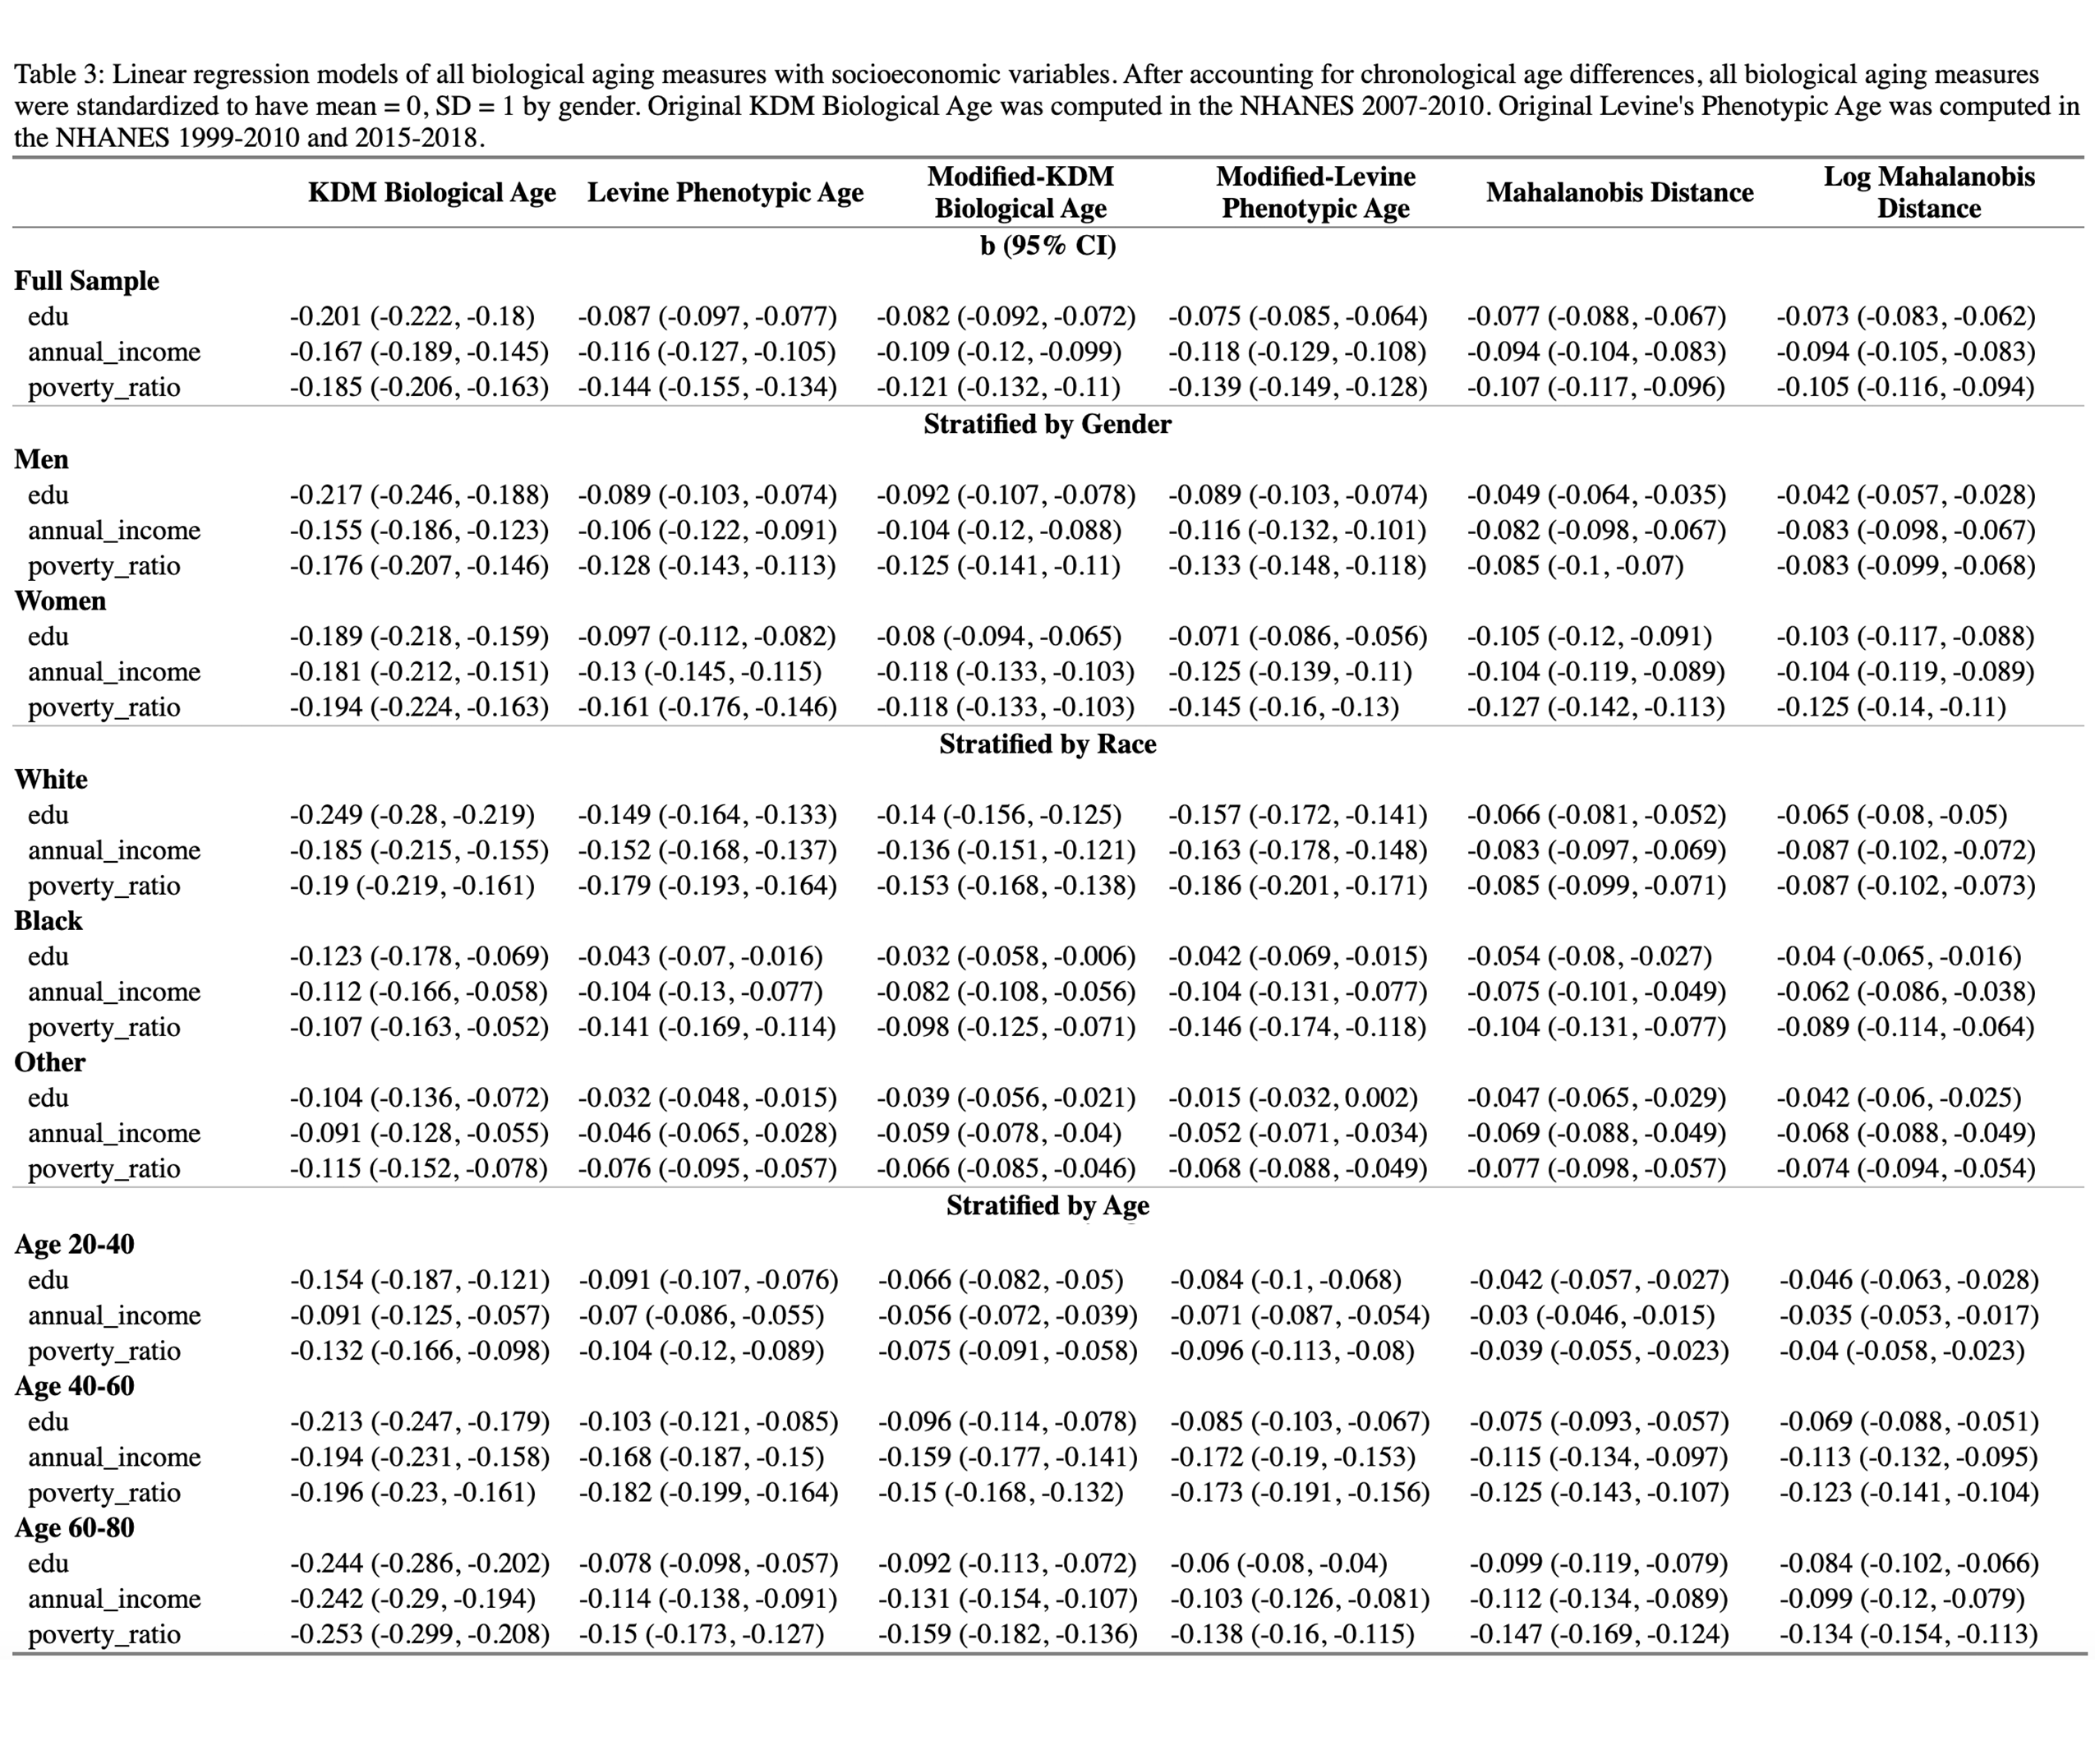 Table 3: Linear regression models of all biological aging measures with socioeconomic variables. After accounting for chronological age differences, all biological aging measures
were standardized to have mean = 0, SD = 1 by gender. Original KDM Biological Age was computed in the NHANES 2007-2010. Original Levine's Phenotypic Age was computed in
the NHANES 1999-2010 and 2015-2018.
KDM Biological Age Levine Phenotypic Age Modified-KDM Biological Age Modified-Levine Phenotypic Age Mahalanobis Distance Log Mahalanobis Distance
b (95% CI)
Full Sample
edu -0.201 (-0.222, -0.18) -0.087 (-0.097, -0.077) -0.082 (-0.092, -0.072) -0.075 (-0.085, -0.064) -0.077 (-0.088, -0.067) -0.073 (-0.083, -0.062)
annual_income -0.167 (-0.189, -0.145) -0.116 (-0.127, -0.105) -0.109 (-0.12, -0.099) -0.118 (-0.129, -0.108) -0.094 (-0.104, -0.083) -0.094 (-0.105, -0.083)
poverty_ratio -0.185 (-0.206, -0.163) -0.144 (-0.155, -0.134) -0.121 (-0.132, -0.11) -0.139 (-0.149, -0.128) -0.107 (-0.117, -0.096) -0.105 (-0.116, -0.094)
Stratified by Gender
Men
edu -0.217 (-0.246, -0.188) -0.089 (-0.103, -0.074) -0.092 (-0.107, -0.078) -0.089 (-0.103, -0.074) -0.049 (-0.064, -0.035) -0.042 (-0.057, -0.028)
annual_income -0.155 (-0.186, -0.123) -0.106 (-0.122, -0.091) -0.104 (-0.12, -0.088) -0.116 (-0.132, -0.101) -0.082 (-0.098, -0.067) -0.083 (-0.098, -0.067)
poverty_ratio -0.176 (-0.207, -0.146) -0.128 (-0.143, -0.113) -0.125 (-0.141, -0.11) -0.133 (-0.148, -0.118) -0.085 (-0.1, -0.07) -0.083 (-0.099, -0.068)
Women
edu -0.189 (-0.218, -0.159) -0.097 (-0.112, -0.082) -0.08 (-0.094, -0.065) -0.071 (-0.086, -0.056) -0.105 (-0.12, -0.091) -0.103 (-0.117, -0.088)
annual_income -0.181 (-0.212, -0.151) -0.13 (-0.145, -0.115) -0.118 (-0.133, -0.103) -0.125 (-0.139, -0.11) -0.104 (-0.119, -0.089) -0.104 (-0.119, -0.089)
poverty_ratio -0.194 (-0.224, -0.163) -0.161 (-0.176, -0.146) -0.118 (-0.133, -0.103) -0.145 (-0.16, -0.13) -0.127 (-0.142, -0.113) -0.125 (-0.14, -0.11)
Stratified by Race
White
edu -0.249 (-0.28, -0.219) -0.149 (-0.164, -0.133) -0.14 (-0.156, -0.125) -0.157 (-0.172, -0.141) -0.066 (-0.081, -0.052) -0.065 (-0.08, -0.05)
annual_income -0.185 (-0.215, -0.155) -0.152 (-0.168, -0.137) -0.136 (-0.151, -0.121) -0.163 (-0.178, -0.148) -0.083 (-0.097, -0.069) -0.087 (-0.102, -0.072)
poverty_ratio -0.19 (-0.219, -0.161) -0.179 (-0.193, -0.164) -0.153 (-0.168, -0.138) -0.186 (-0.201, -0.171) -0.085 (-0.099, -0.071) -0.087 (-0.102, -0.073)
Black
edu -0.123 (-0.178, -0.069) -0.043 (-0.07, -0.016) -0.032 (-0.058, -0.006) -0.042 (-0.069, -0.015) -0.054 (-0.08, -0.027) -0.04 (-0.065, -0.016)
annual_income -0.112 (-0.166, -0.058) -0.104 (-0.13, -0.077) -0.082 (-0.108, -0.056) -0.104 (-0.131, -0.077) -0.075 (-0.101, -0.049) -0.062 (-0.086, -0.038)
poverty_ratio -0.107 (-0.163, -0.052) -0.141 (-0.169, -0.114) -0.098 (-0.125, -0.071) -0.146 (-0.174, -0.118) -0.104 (-0.131, -0.077) -0.089 (-0.114, -0.064)
Other
edu -0.104 (-0.136, -0.072) -0.032 (-0.048, -0.015) -0.039 (-0.056, -0.021) -0.015 (-0.032, 0.002) -0.047 (-0.065, -0.029) -0.042 (-0.06, -0.025)
annual_income -0.091 (-0.128, -0.055) -0.046 (-0.065, -0.028) -0.059 (-0.078, -0.04) -0.052 (-0.071, -0.034) -0.069 (-0.088, -0.049) -0.068 (-0.088, -0.049)
poverty_ratio -0.115 (-0.152, -0.078) -0.076 (-0.095, -0.057) -0.066 (-0.085, -0.046) -0.068 (-0.088, -0.049) -0.077 (-0.098, -0.057) -0.074 (-0.094, -0.054)
Stratified by Age
Age 20-40
edu -0.154 (-0.187, -0.121) -0.091 (-0.107, -0.076) -0.066 (-0.082, -0.05) -0.084 (-0.1, -0.068) -0.042 (-0.057, -0.027) -0.046 (-0.063, -0.028)
annual_income -0.091 (-0.125, -0.057) -0.07 (-0.086, -0.055) -0.056 (-0.072, -0.039) -0.071 (-0.087, -0.054) -0.03 (-0.046, -0.015) -0.035 (-0.053, -0.017)
poverty_ratio -0.132 (-0.166, -0.098) -0.104 (-0.12, -0.089) -0.075 (-0.091, -0.058) -0.096 (-0.113, -0.08) -0.039 (-0.055, -0.023) -0.04 (-0.058, -0.023)
Age 40-60
edu -0.213 (-0.247, -0.179) -0.103 (-0.121, -0.085) -0.096 (-0.114, -0.078) -0.085 (-0.103, -0.067) -0.075 (-0.093, -0.057) -0.069 (-0.088, -0.051)
annual_income -0.194 (-0.231, -0.158) -0.168 (-0.187, -0.15) -0.159 (-0.177, -0.141) -0.172 (-0.19, -0.153) -0.115 (-0.134, -0.097) -0.113 (-0.132, -0.095)
poverty_ratio -0.196 (-0.23, -0.161) -0.182 (-0.199, -0.164) -0.15 (-0.168, -0.132) -0.173 (-0.191, -0.156) -0.125 (-0.143, -0.107) -0.123 (-0.141, -0.104)
Age 60-80
edu -0.244 (-0.286, -0.202) -0.078 (-0.098, -0.057) -0.092 (-0.113, -0.072) -0.06 (-0.08, -0.04) -0.099 (-0.119, -0.079) -0.084 (-0.102, -0.066)
annual_income -0.242 (-0.29, -0.194) -0.114 (-0.138, -0.091) -0.131 (-0.154, -0.107) -0.103 (-0.126, -0.081) -0.112 (-0.134, -0.089) -0.099 (-0.12, -0.079)
poverty_ratio -0.253 (-0.299, -0.208) -0.15 (-0.173, -0.127) -0.159 (-0.182, -0.136) -0.138 (-0.16, -0.115) -0.147 (-0.169, -0.124) -0.134 (-0.154, -0.113)